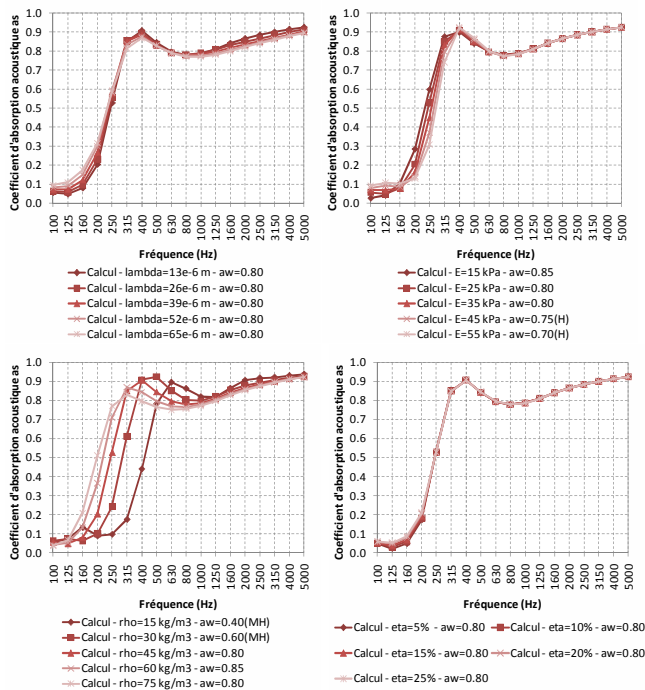 Coefficient d'absorption acoustique as
1.0
0.9
0.8
0.7
0.6
0.5
0.4
0.3
0.2
0.1
0.0
100 125 160 200 250 315 400 500 630 800 1000 1250 1600 2000 2500 3150 4000 5000
Fréquence (Hz)
Calcul - lambda=13e-6 m - aw=0.80
Calcul - lambda=26e-6 m - aw=0.80
Calcul - lambda=39e-6 m - aw=0.80
Calcul - lambda=52e-6 m - aw=0.80
Calcul - lambda=65e-6 m - aw=0.80
Coefficient d'absorption acoustique as
1.0
0.9
0.8
0.7
0.6
0.5
0.4
0.3
0.2
0.1
0.0
100 125 160 200 250 315 400 500 630 800 1000 1250 1600 2000 2500 3150 4000 5000
Fréquence (Hz)
Calcul - E=15 kPa - aw=0.85
Calcul - E=25 kPa - aw=0.80
Calcul - E=35 kPa - aw=0.80
Calcul - E=45 kPa - aw=0.75(H)
Calcul - E=55 kPa - aw=0.70(H)
Coefficient d'absorption acoustique as
1.0
0.9
0.8
0.7
0.6
0.5
0.4
0.3
0.2
0.1
0.0
100 125 160 200 250 315 400 500 630 800 1000 1250 1600 2000 2500 3150 4000 5000
Fréquence (Hz)
Calcul - rho=15 kg/m3 - aw=0.40(MH)
Calcul - rho=30 kg/m3 - aw=0.60(MH)
Calcul - rho=45 kg/m3 - aw=0.80
Calcul - rho=60 kg/m3 - aw=0.85
Calcul - rho=75 kg/m3 - aw=0.80
Coefficient d'absorption acoustique as
1.0
0.9
0.8
0.7
0.6
0.5
0.4
0.3
0.2
0.1
0.0
100 125 160 200 250 315 400 500 630 800 1000 1250 1600 2000 2500 3150 4000 5000
Fréquence (Hz)
Calcul - eta=5% - aw=0.80 Calcul - eta=10% - aw=0.80
Calcul - eta=15% - aw=0.80 Calcul - eta=20% - aw=0.80
Calcul - eta=25% - aw=0.80